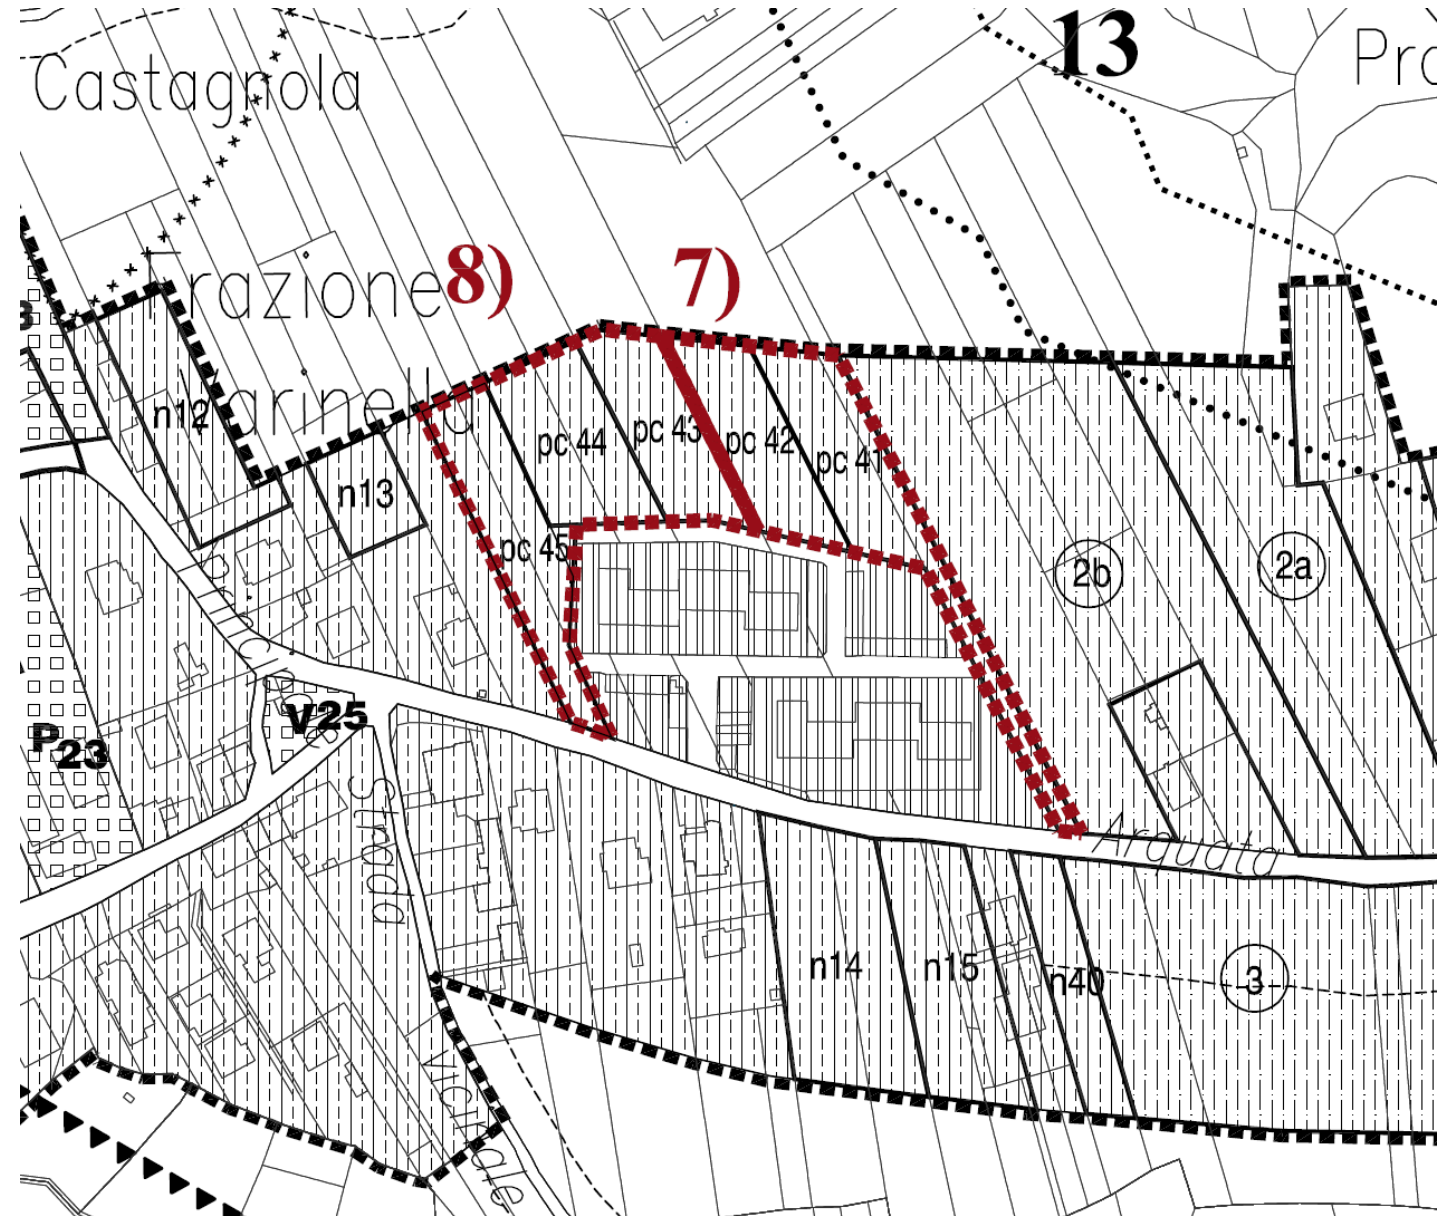 13
Castagnola
8)
7)
Frazione
Varinella
n12
n13
pc 44
pc 43
pc 42
pc 41
pc 45
2b
2a
V25
P23
Strada
Arquata
n14
n15
n40
3
Vicinale